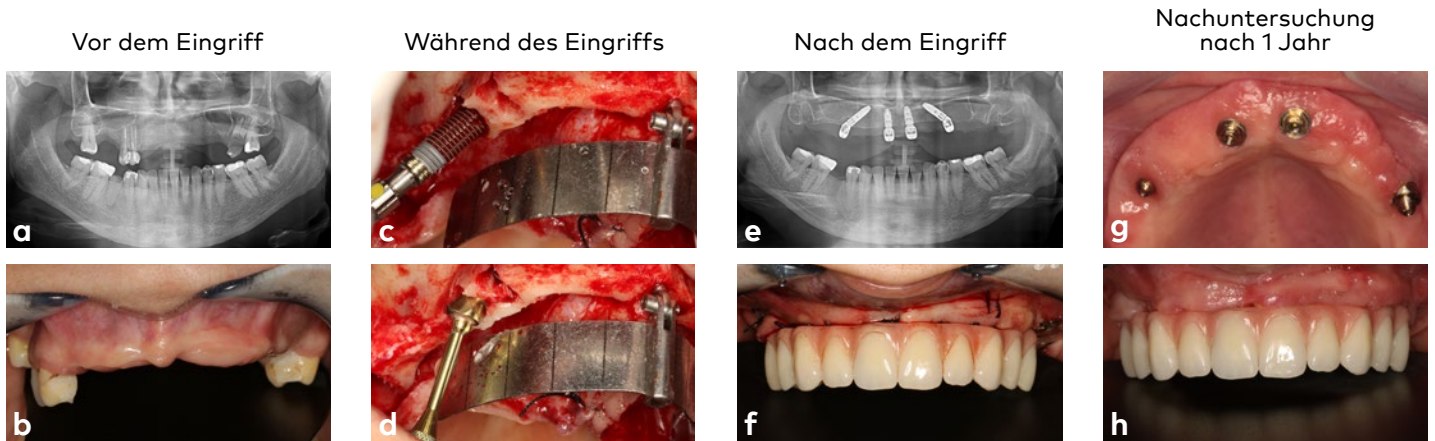 Vor dem Eingriff
Während des Eingriffs
Nach dem Eingriff
Nachuntersuchung
nach 1 Jahr
a
c
e
g
b
d
f
h